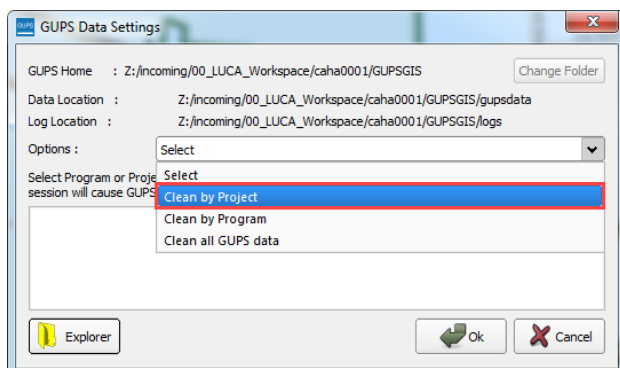 GUPS GUPS Data Settings
GUPS Home : Z:/incoming/00_LUCA_Workspace/caha0001/GUPSGIS Change Folder
Data Location : Z:/incoming/00_LUCA_Workspace/caha0001/GUPSGIS/gupsdata
Log Location : Z:/incoming/00_LUCA_Workspace/caha0001/GUPSGIS/logs
Options : Select
Select Program or Proje Select
session will cause GUPS Clean by Project
Clean by Program
Clean all GUPS data
Explorer Ok Cancel